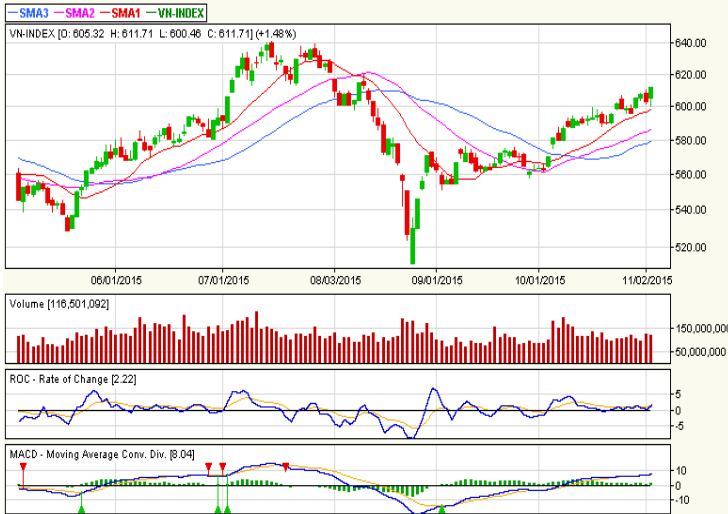 SMA3 SMA2 SMA1 VN-INDEX
VN-INDEX [O: 605.32 H: 611.71 L: 600.46 C: 611.71] (+1.48%)
640.00
620.00
600.00
580.00
560.00
540.00
520.00
06/01/2015 07/01/2015 08/03/2015 09/01/2015 10/01/2015 11/02/2015
Volume [116,501,092]
150,000,000
50,000,000
ROC - Rate of Change [2.22]
5
0
-5
MACD - Moving Average Conv. Div. [8.04]
10
0
-10